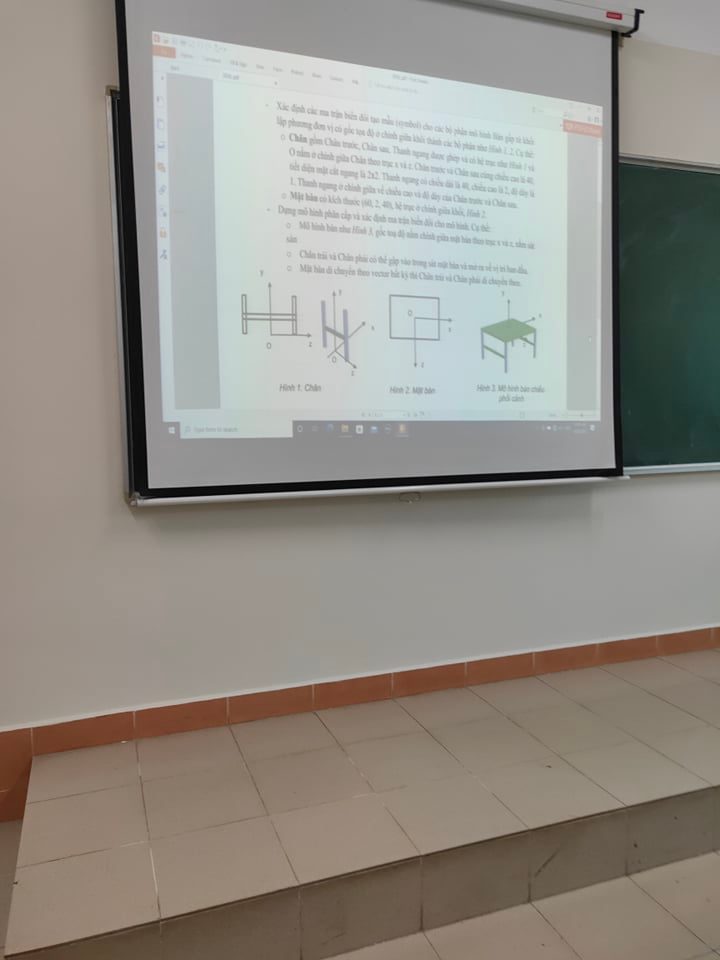 Xác định các ma trận biến đổi tạo mẫu (symbol) cho các bộ phận mô hình Bàn gấp từ khối
lập phương đơn vị có gốc tọa độ ở chính giữa khối thành các bộ phận như Hình 1, 2. Cụ thể:
Chân gồm Chân trước, Chân sau, Thanh ngang được ghép và có hệ trục như Hình 1 và
O nằm ở chính giữa Chân theo trục x và z. Chân trước và Chân sau cùng chiều cao là 40,
tiết diện mặt cắt ngang là 2x2. Thanh ngang có chiều dài là 40, chiều cao là 2, độ dày là
1. Thanh ngang ở chính giữa về chiều cao và độ dày của Chân trước và Chân sau.
Mặt bàn có kích thước (60, 2, 40), hệ trục ở chính giữa khối, Hình 2.
Dựng mô hình phân cấp và xác định ma trận biến đổi cho mô hình. Cụ thể:
Mô hình bàn như Hình 3, gốc toạ độ nằm chính giữa mặt bàn theo trục x và z, nằm sát
sàn
Chân trái và Chân phải có thể gập vào trong sát mặt bàn và mở ra về vị trí ban đầu.
Mặt bàn di chuyển theo vector bất kỳ thì Chân trái và Chân phải di chuyển theo.
y
y
y
O
z
x
O
z
O
x
z
x
z
Hình 1. Chân
Hình 2. Mặt bàn
Hình 3. Mô hình bàn chiếu
phối cảnh
Type here to search